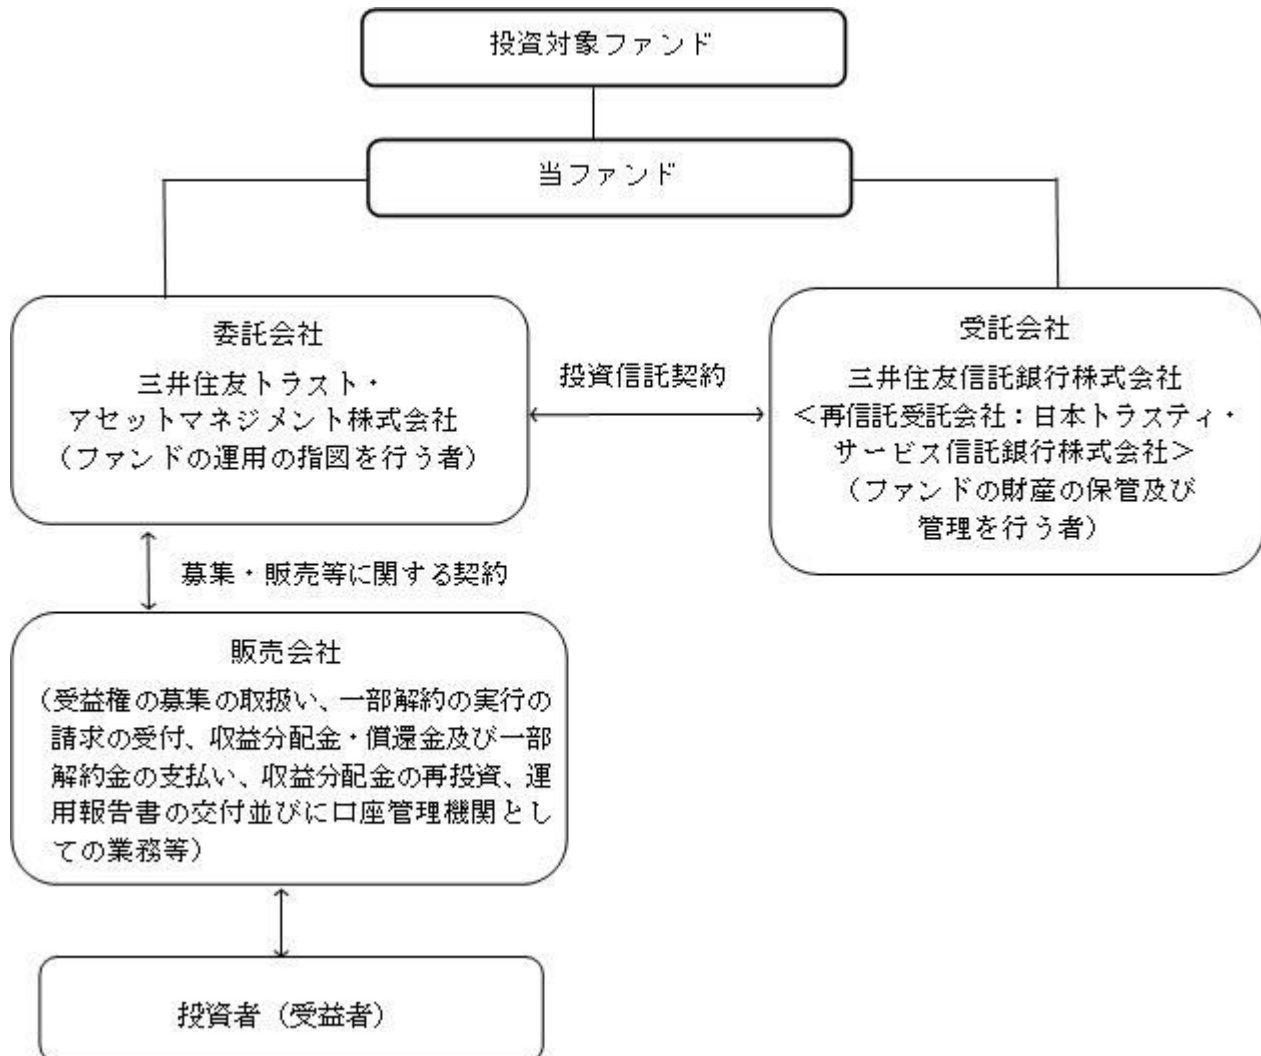 投資対象ファンド
当ファンド
委託会社
三井住友トラスト・
アセットマネジメント株式会社
（ファンドの運用の指図を行う者）
投資信託契約
受託会社
三井住友信託銀行株式会社
＜再信託受託会社：日本トラスティ・
サービス信託銀行株式会社＞
（ファンドの財産の保管及び
管理を行う者）
募集・販売等に関する契約
販売会社
（受益権の募集の取扱い、一部解約の実行の
請求の受付、収益分配金・償還金及び一部
解約金の支払い、収益分配金の再投資、運
用報告書の交付並びに口座管理機関とし
ての業務等）
投資者（受益者）